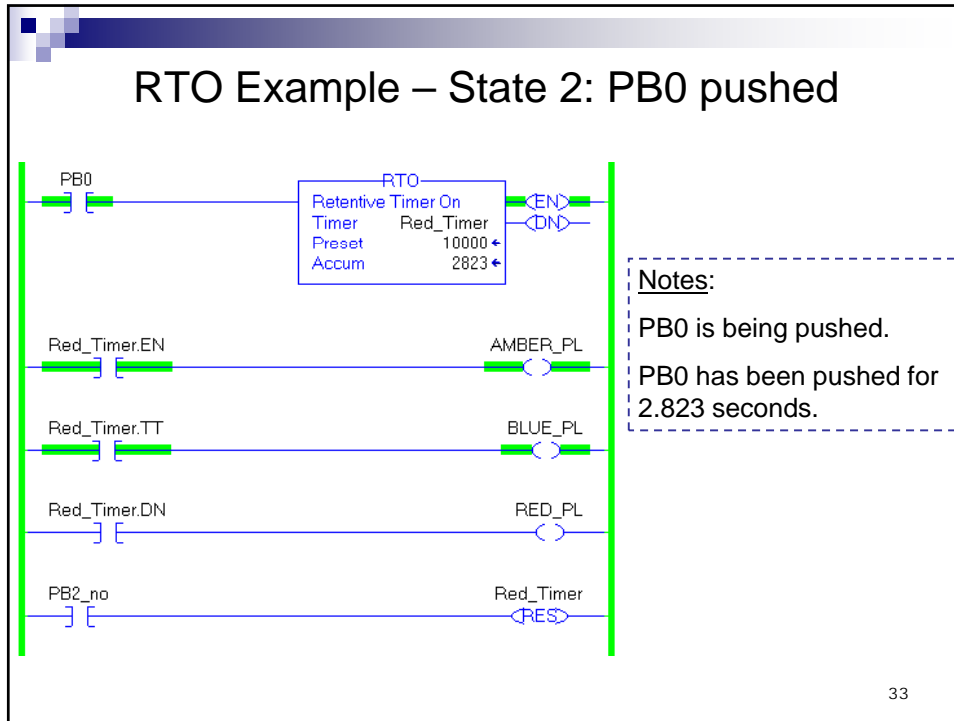 RTO Example – State 2: PB0 pushed
PB0
RTO
Retentive Timer On
Timer Red_Timer
Preset 10000
Accum 2823
EN
DN
Notes:
PB0 is being pushed.
PB0 has been pushed for
2.823 seconds.
Red_Timer.EN AMBER_PL
Red_Timer.TT BLUE_PL
Red_Timer.DN RED_PL
PB2_no Red_Timer
RES
33